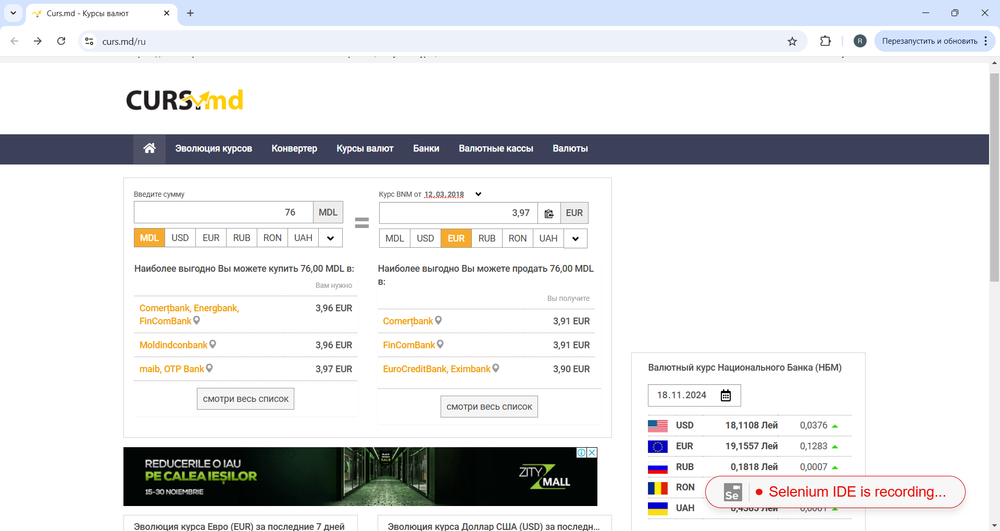 Curs.md - Курсы валют
curs.md/ru
R
Перезапустить и обновить
CURS.md
Эволюция курсов
Конвертер
Курсы валют
Банки
Валютные кассы
Валюты
Введите сумму
76 MDL
MDL USD EUR RUB RON UAH
Курс BNM от 12.03.2018
3,97 EUR
MDL USD EUR RUB RON UAH
Наиболее выгодно Вы можете купить 76,00 MDL в:
Вам нужно
Comerțbank, Energbank, 3,96 EUR
FinComBank
Moldindconbank 3,96 EUR
maib, OTP Bank 3,97 EUR
смотри весь список
Наиболее выгодно Вы можете продать 76,00 MDL
в:
Вы получите
Comerțbank 3,91 EUR
FinComBank 3,91 EUR
EuroCreditBank, Eximbank 3,90 EUR
смотри весь список
Валютный курс Национального Банка (НБМ)
18.11.2024
USD 18,1108 Лей 0,0376
EUR 19,1557 Лей 0,1283
RUB 0,1818 Лей 0,0007
RON
UAH
Se Selenium IDE is recording...
REDUCERILE O IAU
PE CALEA IEȘILOR
15-30 NOIEMBRIE
BLACK
FRIDAY
SALE
ZITY
MALL
Эволюция курса Евро (EUR) за последние 7 дней
Эволюция курса Доллар США (USD) за последн...